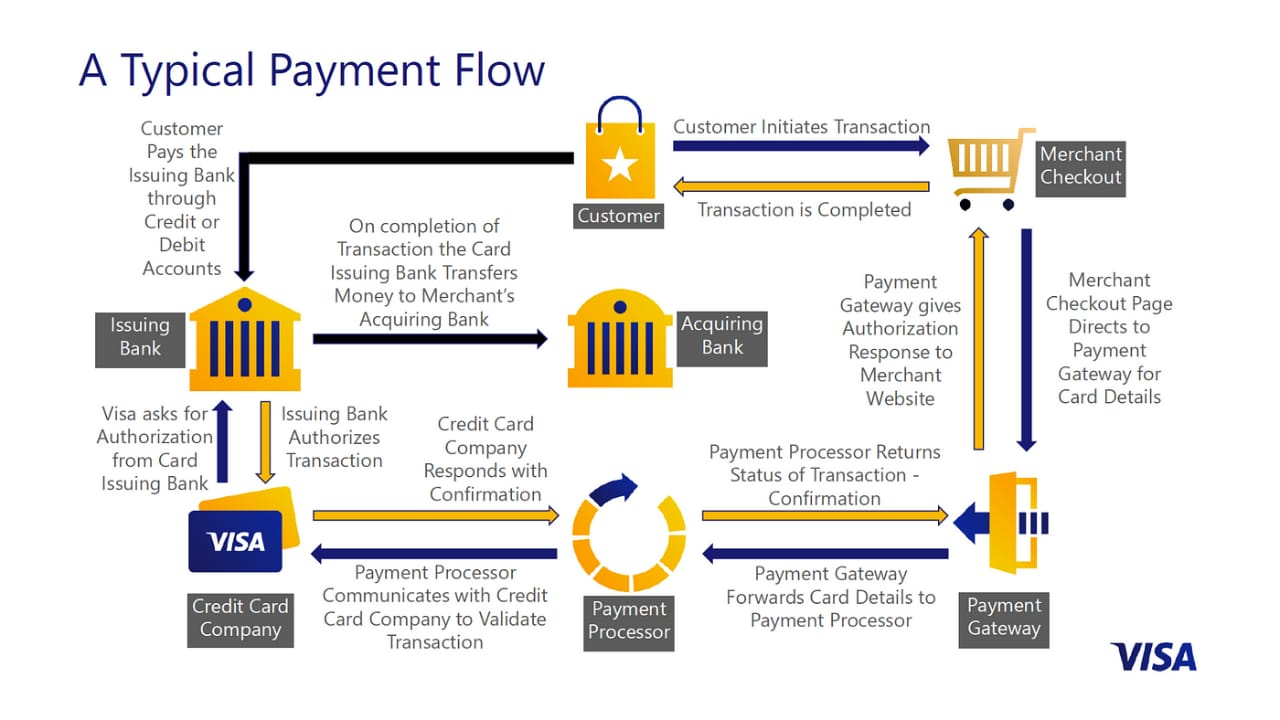 A Typical Payment Flow
Customer
Pays the
Issuing Bank
through
Credit or
Debit
Accounts
Customer
Customer Initiates Transaction
Transaction is Completed
Merchant
Checkout
On completion of
Transaction the Card
Issuing Bank Transfers
Money to Merchant's
Acquiring Bank
Issuing
Bank
Acquiring
Bank
Payment
Gateway gives
Authorization
Response to
Merchant
Website
Merchant
Checkout Page
Directs to
Payment
Gateway for
Card Details
Visa asks for
Authorization
from Card
Issuing Bank
Issuing Bank
Authorizes
Transaction
Credit Card
Company
Responds with
Confirmation
Payment Processor Returns
Status of Transaction -
Confirmation
VISA
Payment Processor
Communicates with Credit
Card Company to Validate
Transaction
Payment Gateway
Forwards Card Details to
Payment Processor
Credit Card
Company
Payment
Processor
Payment
Gateway
VISA